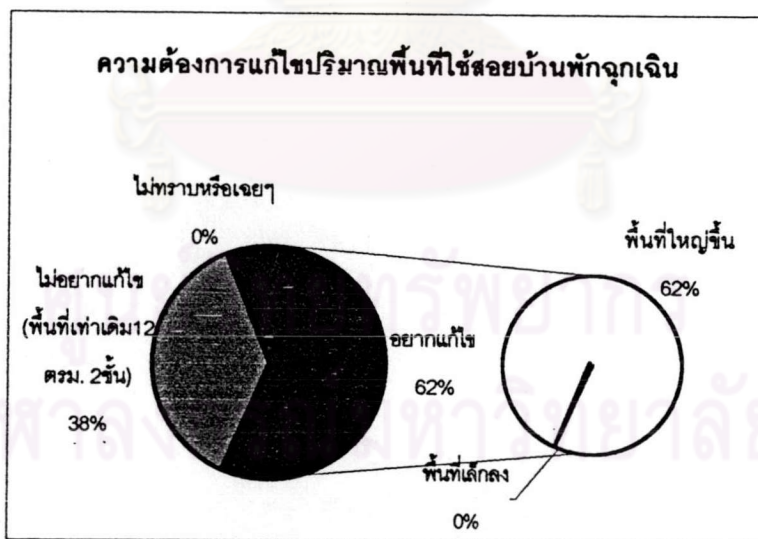 ความต้องการแก้ไขปริมาณพื้นที่ใช้สอยบ้านพักฉุกเฉิน
ไม่ทราบหรือเฉยๆ
0%
ไม่อยากแก้ไข
(พื้นที่เท่าเดิม12
ตรม. 2ชั้น)
38%
อยากแก้ไข
62%
พื้นที่ใหญ่ขึ้น
62%
พื้นที่เล็กลง
0%